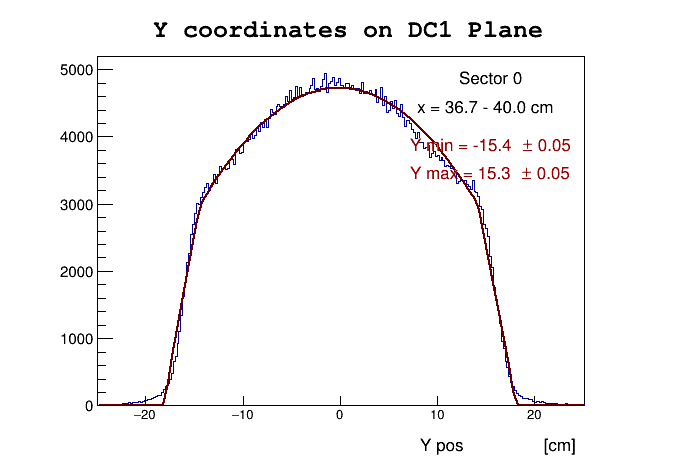 Y coordinates on DC1 Plane
5000
4000
3000
2000
1000
0
Sector 0
x = 36.7 - 40.0 cm
Y min = -15.4 ± 0.05
Y max = 15.3 ± 0.05
−20 −10 0 10 20
Y pos [cm]